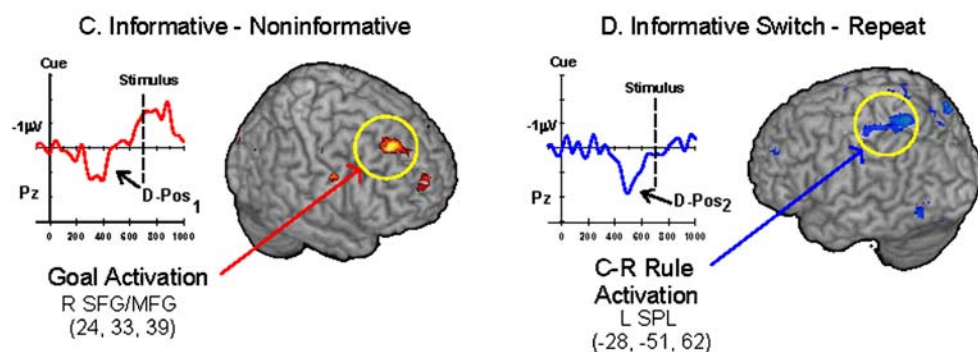 C. Informative - Noninformative
Cue
Stimulus
-1µV
Pz
D-Pos1
0 200 400 600 800 1000
Goal Activation
R SFG/MFG
(24, 33, 39)
D. Informative Switch - Repeat
Cue
Stimulus
-1µV
Pz
D-Pos2
0 200 400 600 800 1000
C-R Rule
Activation
L SPL
(-28, -51, 62)